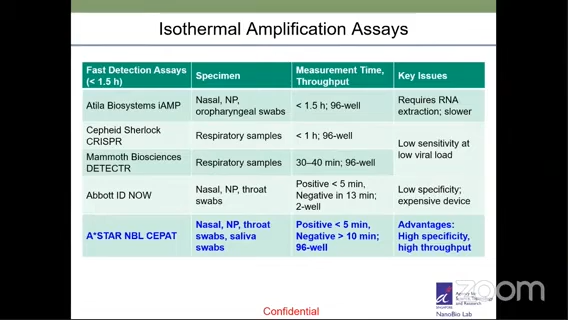 Isothermal Amplification Assays
Fast Detection Assays
(< 1.5 h)
Specimen
Measurement Time,
Throughput
Key Issues
Atila Biosystems iAMP
Nasal, NP,
oropharyngeal swabs
< 1.5 h; 96-well
Requires RNA
extraction; slower
Cepheid Sherlock
CRISPR
Respiratory samples
< 1 h; 96-well
Low sensitivity at
low viral load
Mammoth Biosciences
DETECTR
Respiratory samples
30–40 min; 96-well
Abbott ID NOW
Nasal, NP, throat
swabs
Positive < 5 min,
Negative in 13 min;
2-well
Low specificity;
expensive device
A*STAR NBL CEPAT
Nasal, NP, throat
swabs, saliva
swabs
Positive < 5 min,
Negative > 10 min;
96-well
Advantages:
High specificity,
high throughput
zoom
NanoBio Lab
Confidential